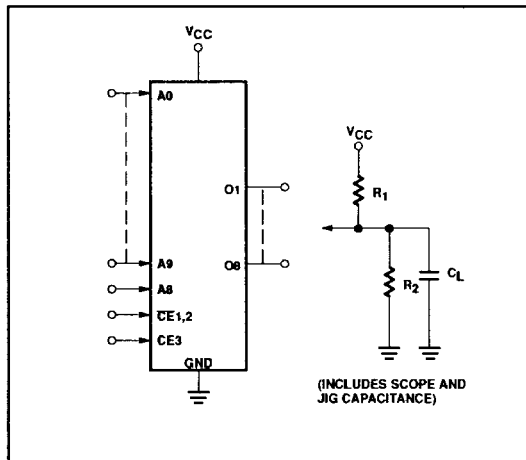 VCC
A0
O1
A9
O8
A8
CE1,2
CE3
GND
VCC
R1
R2
CL
(INCLUDES SCOPE AND
JIG CAPACITANCE)